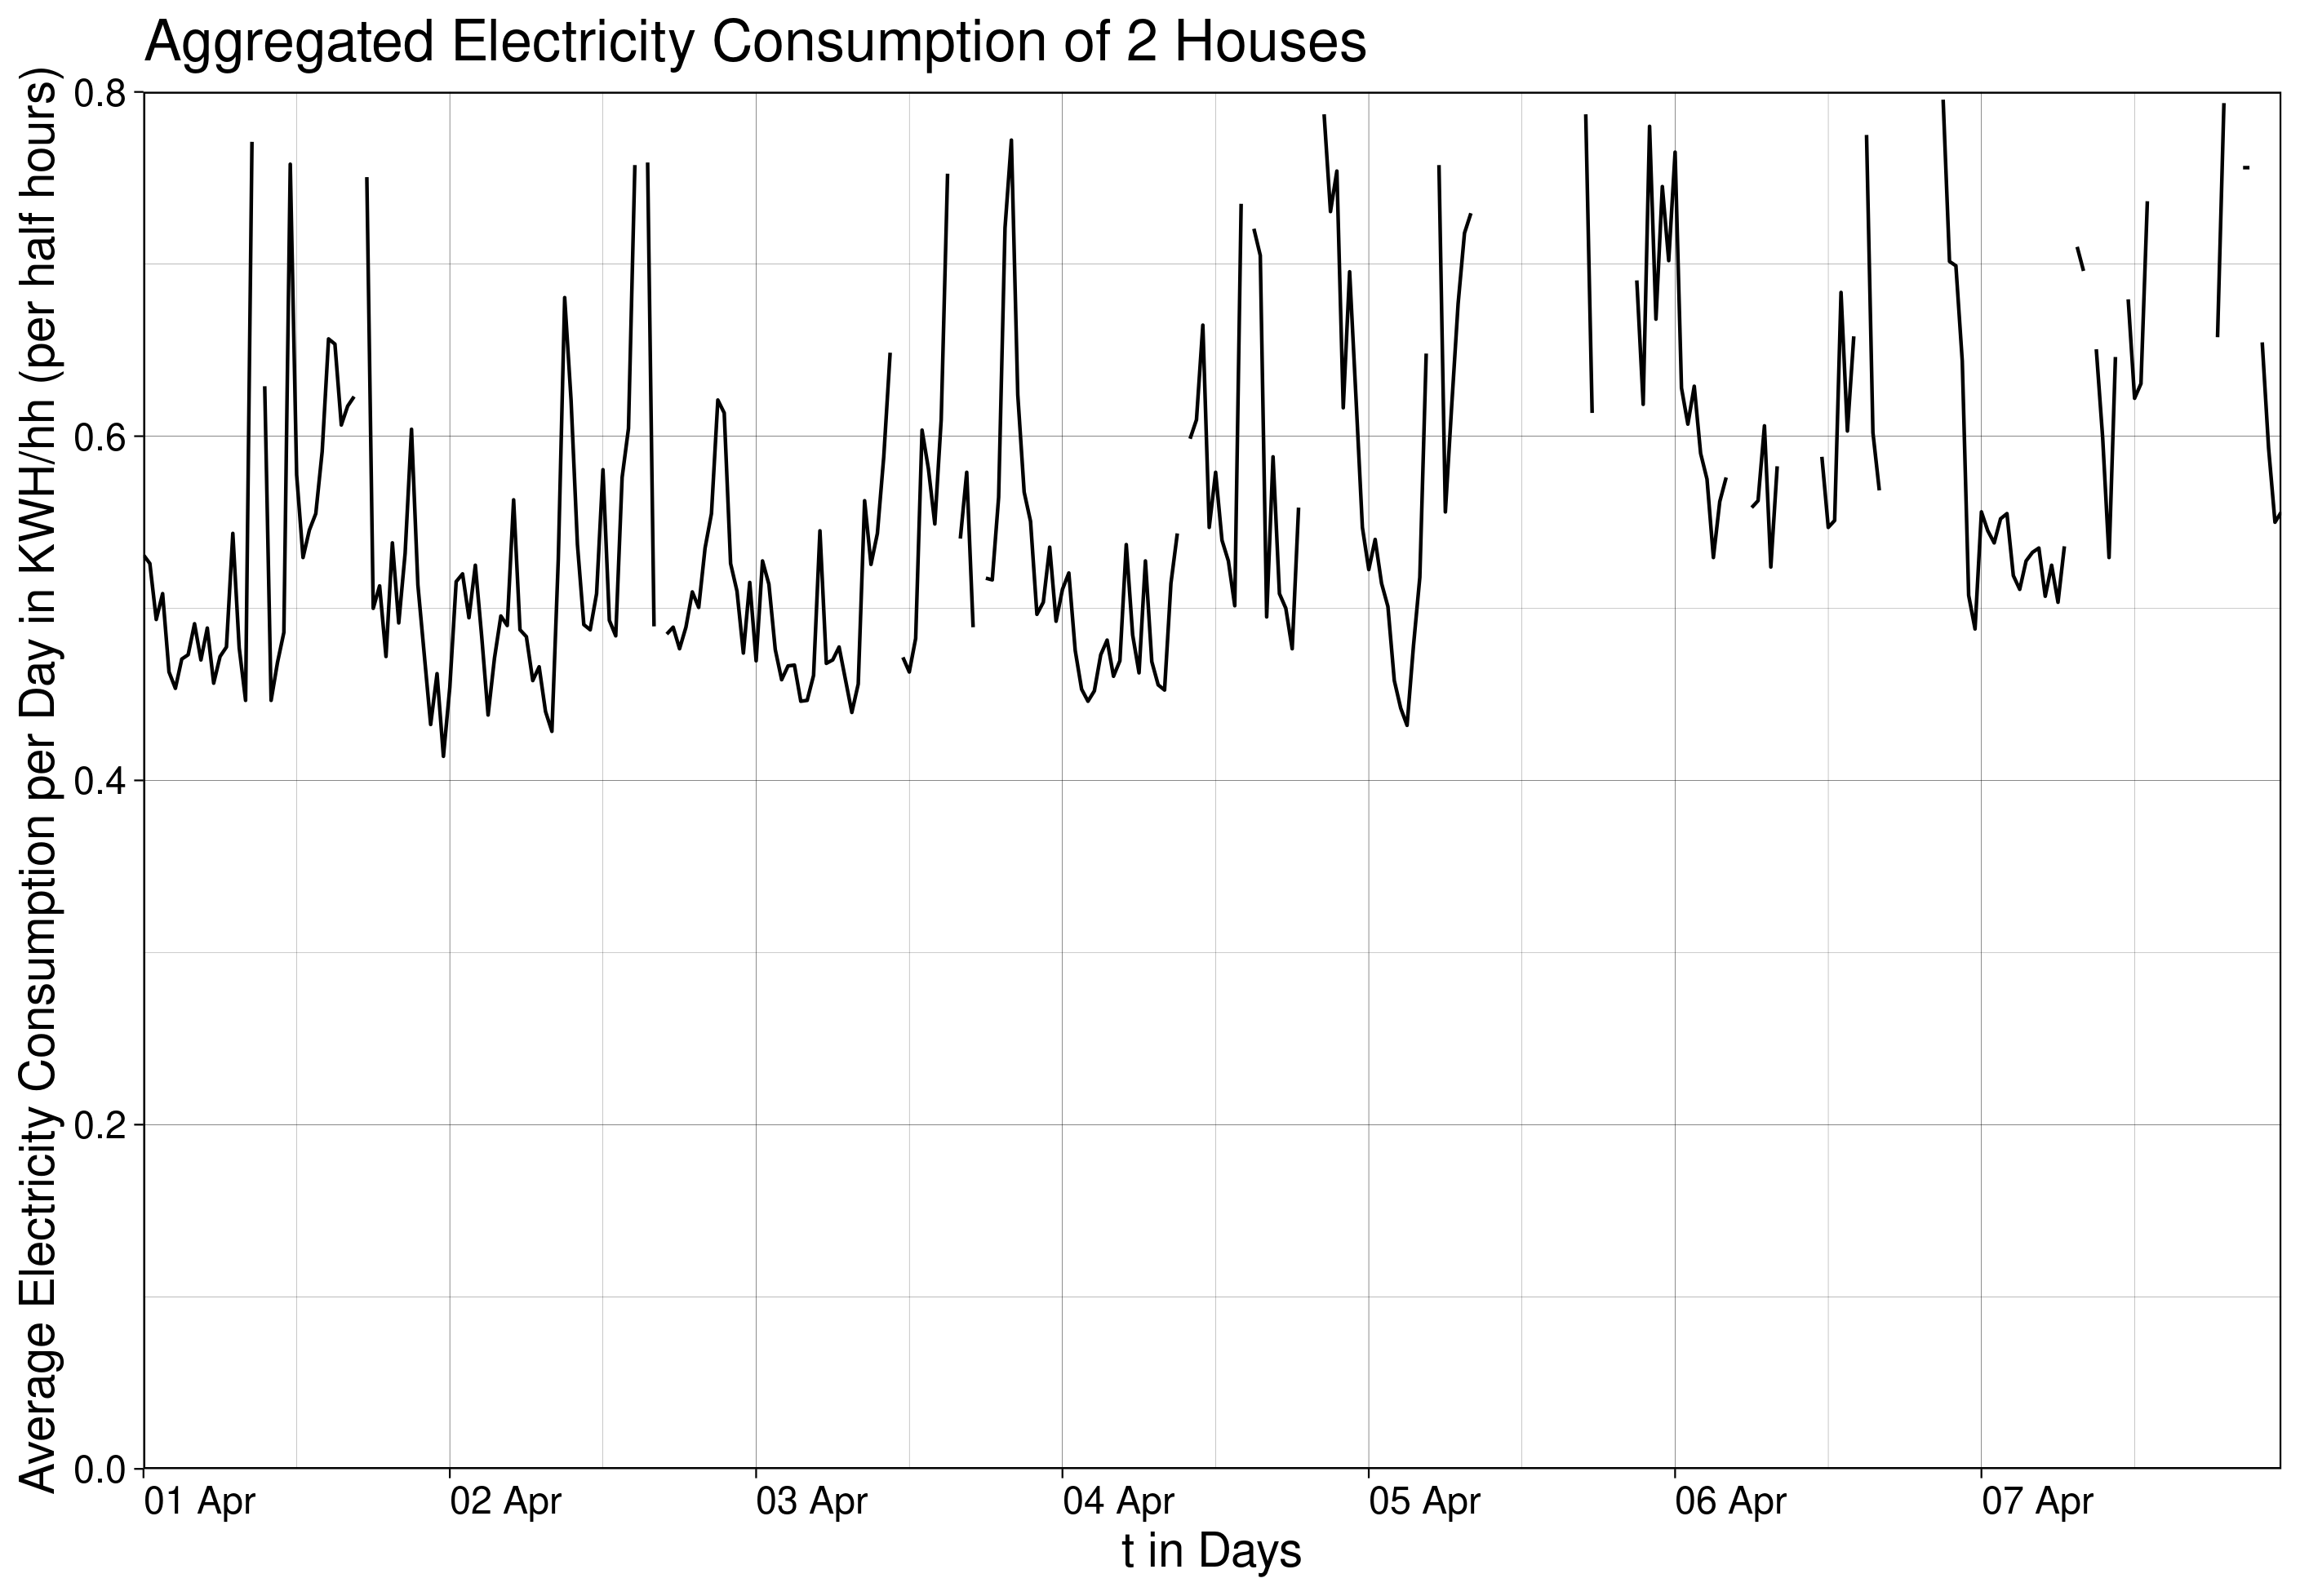 Aggregated Electricity Consumption of 2 Houses
Average Electricity Consumption per Day in KWH/hh (per half hours)
0.8
0.6
0.4
0.2
0.0
01 Apr
02 Apr
03 Apr
04 Apr
05 Apr
06 Apr
07 Apr
t in Days